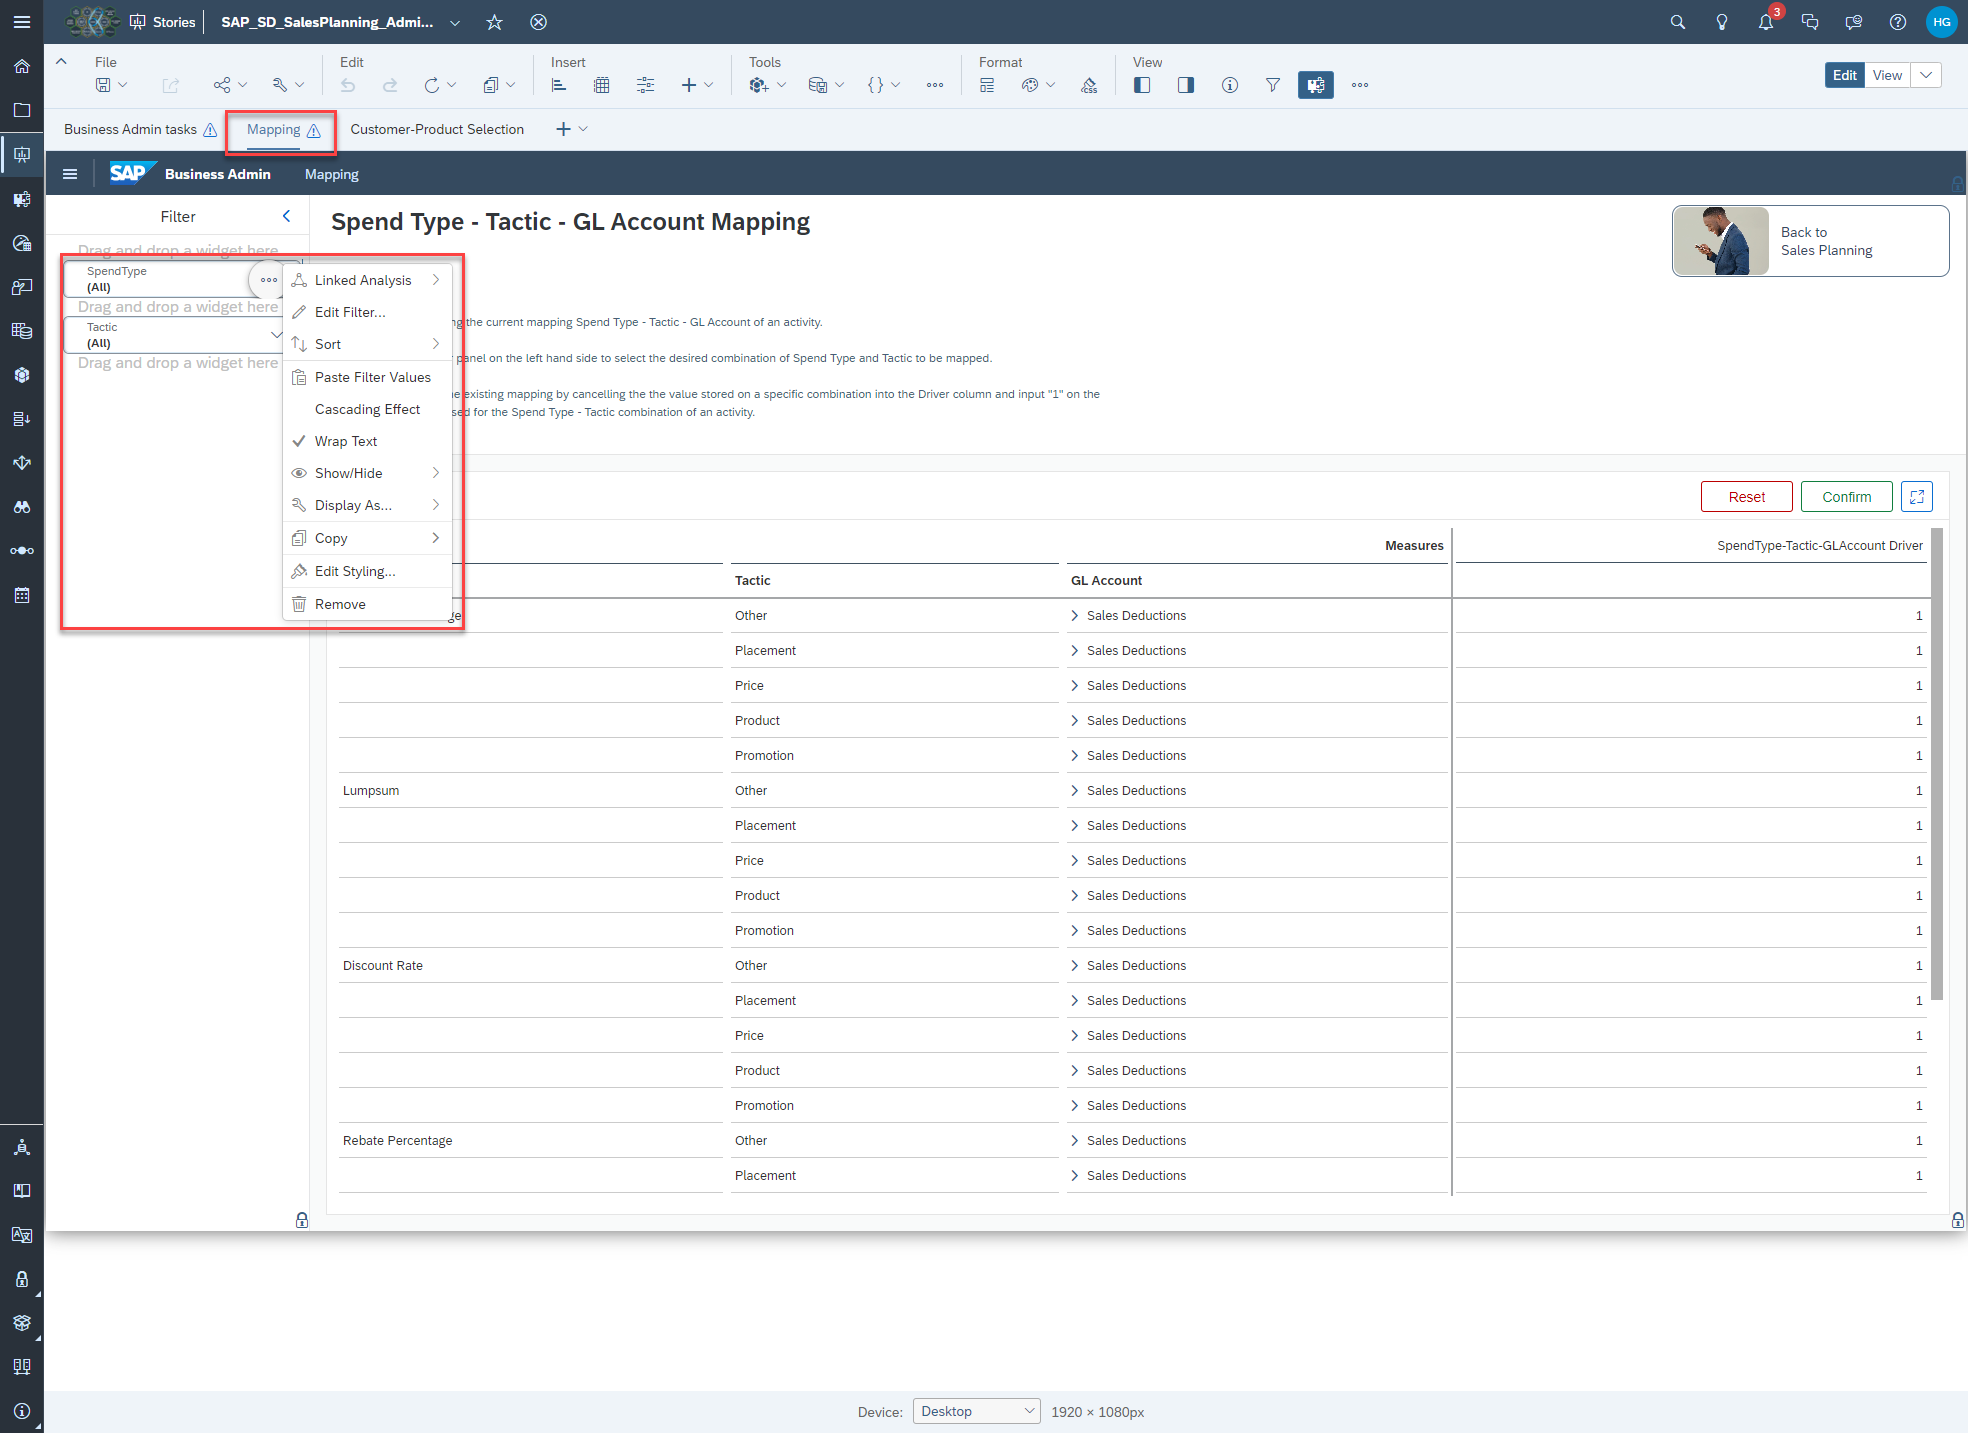 Stories
SAP_SD_SalesPlanning_Admi...
3
HG
File
Edit
Insert
Tools
Format
View
CSS
Edit
View
Business Admin tasks
Mapping
Customer-Product Selection
SAP
Business Admin
Mapping
Filter
Drag and drop a widget here
SpendType
(All)
Drag and drop a widget here
Tactic
(All)
Drag and drop a widget here
Linked Analysis
Edit Filter...
Sort
Paste Filter Values
Cascading Effect
Wrap Text
Show/Hide
Display As...
Copy
Edit Styling...
Remove
Spend Type - Tactic - GL Account Mapping
Back to
Sales Planning
ng the current mapping Spend Type - Tactic - GL Account of an activity.
panel on the left hand side to select the desired combination of Spend Type and Tactic to be mapped.
e existing mapping by cancelling the the value stored on a specific combination into the Driver column and input "1" on the
sed for the Spend Type - Tactic combination of an activity.
Reset
Confirm
Measures
SpendType-Tactic-GLAccount Driver
Tactic
GL Account
ge
Other
Sales Deductions
1
Placement
Sales Deductions
1
Price
Sales Deductions
1
Product
Sales Deductions
1
Promotion
Sales Deductions
1
Lumpsum
Other
Sales Deductions
1
Placement
Sales Deductions
1
Price
Sales Deductions
1
Product
Sales Deductions
1
Promotion
Sales Deductions
1
Discount Rate
Other
Sales Deductions
1
Placement
Sales Deductions
1
Price
Sales Deductions
1
Product
Sales Deductions
1
Promotion
Sales Deductions
1
Rebate Percentage
Other
Sales Deductions
1
Placement
Sales Deductions
1
Device:
Desktop
1920 × 1080px